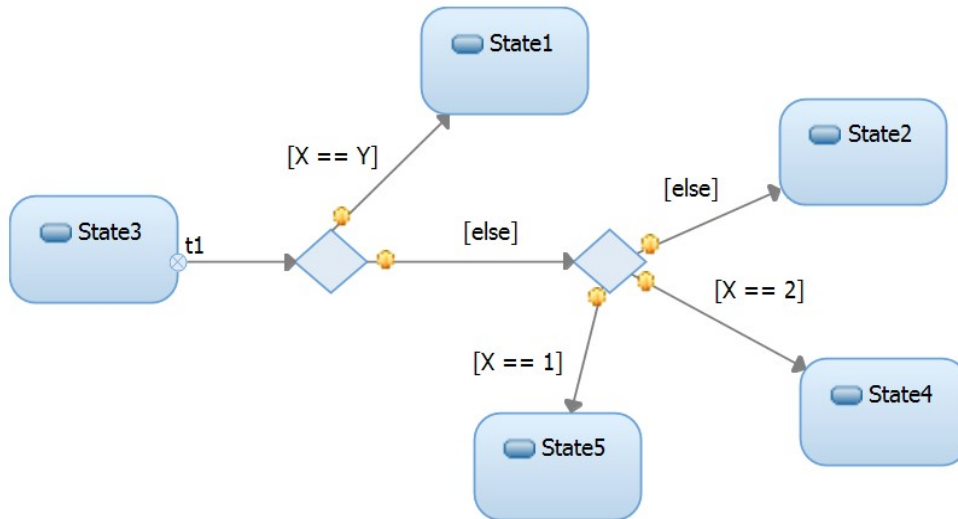 State1
State2
[X == Y]
[else]
State3
t1
[else]
[X == 2]
[X == 1]
State4
State5